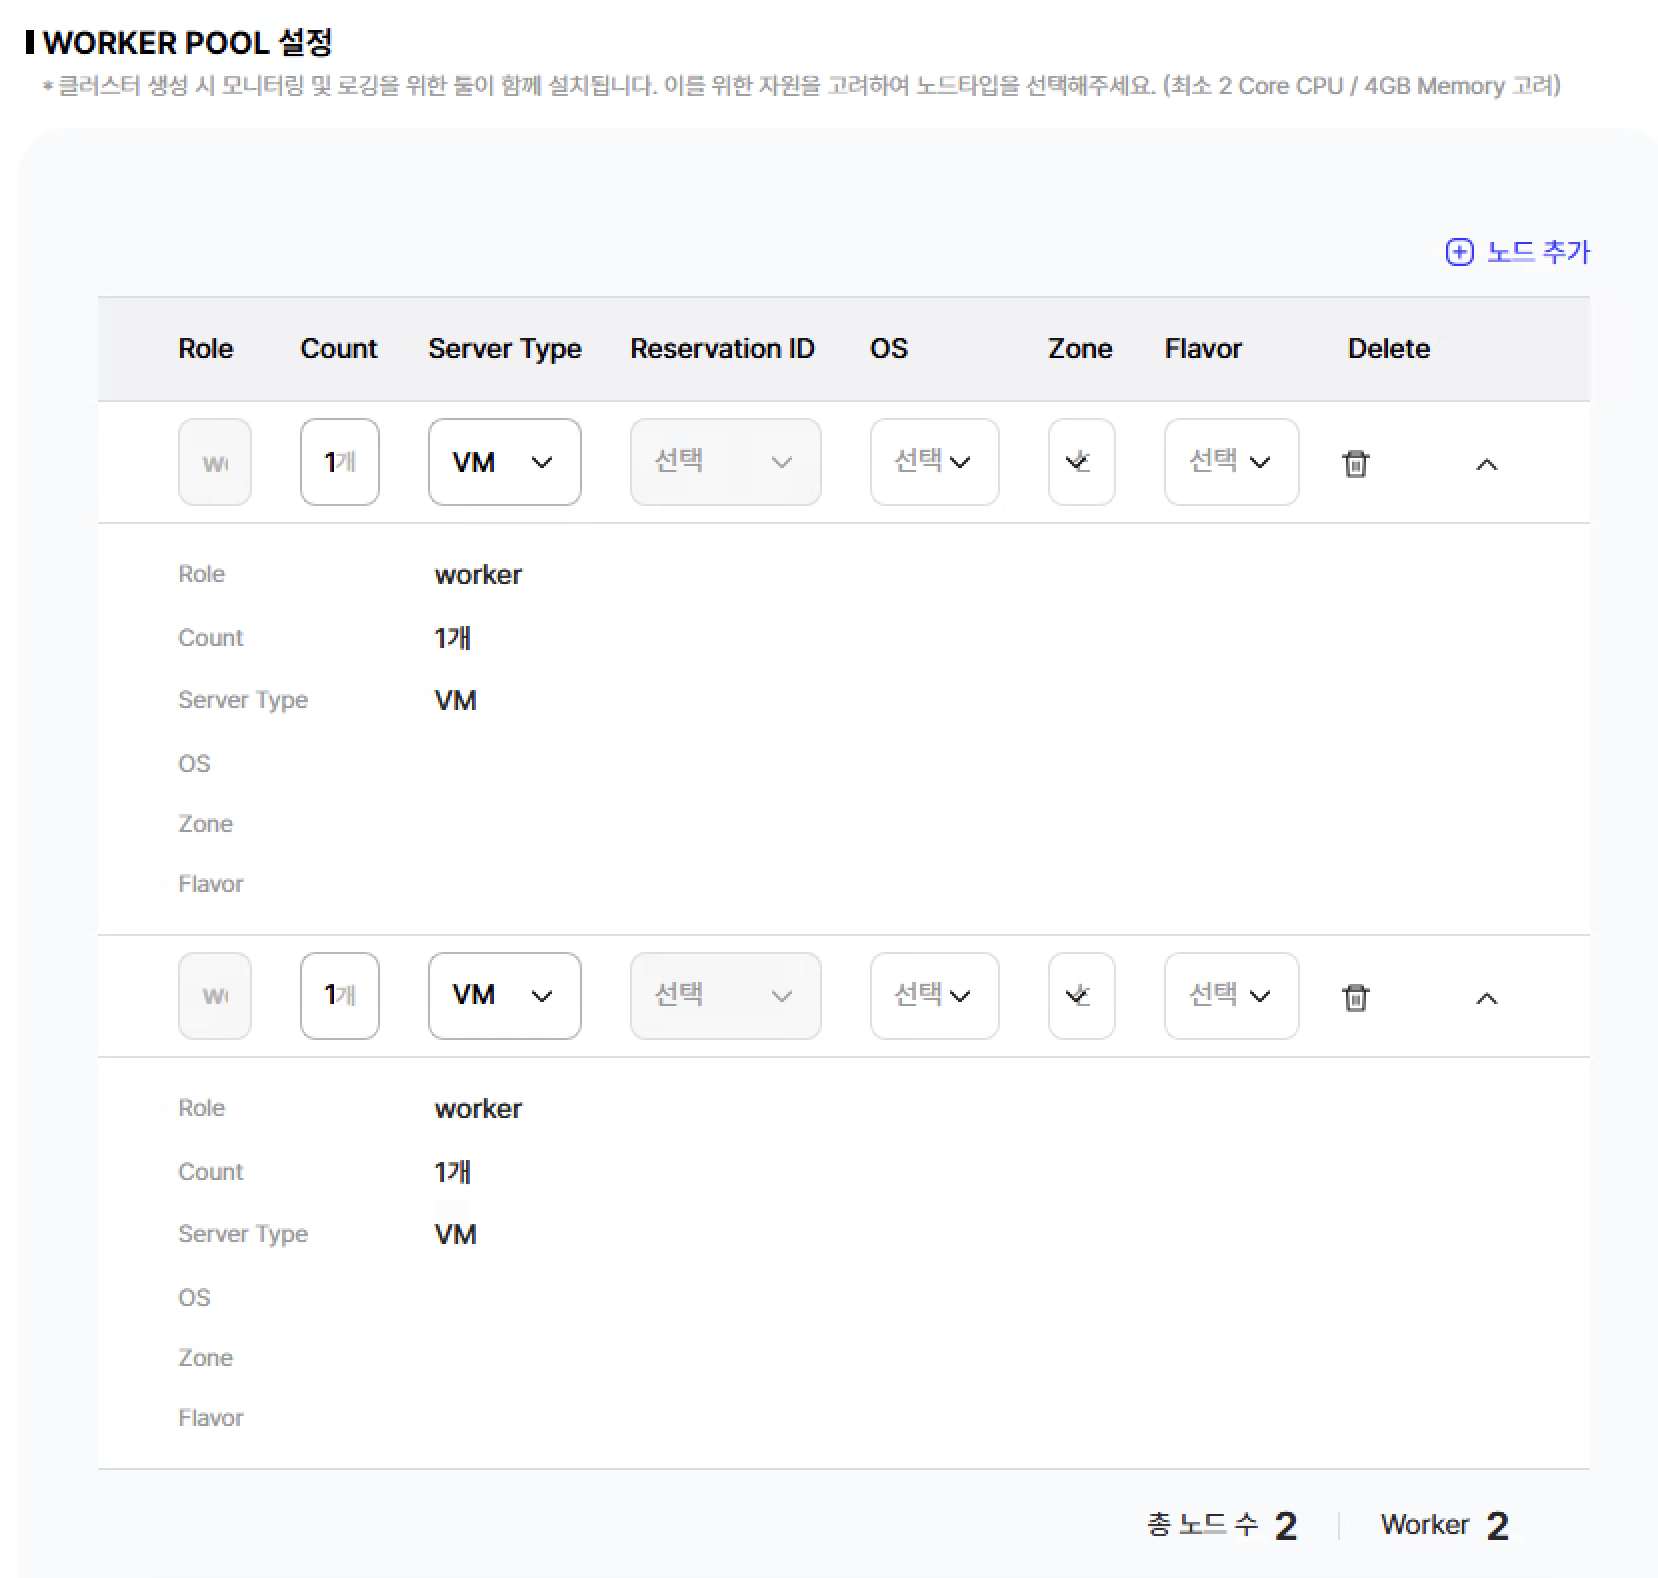 WORKER POOL 설정
* 클러스터 생성 시 모니터링 및 로깅을 위한 툴이 함께 설치됩니다. 이를 위한 자원을 고려하여 노드타입을 선택해주세요. (최소 2 Core CPU / 4GB Memory 고려)
노드 추가
Role Count Server Type Reservation ID OS Zone Flavor Delete
1개 VM 선택 선택 선택
Role worker
Count 1개
Server Type VM
OS
Zone
Flavor
1개 VM 선택 선택 선택
Role worker
Count 1개
Server Type VM
OS
Zone
Flavor
총 노드 수 2 Worker 2